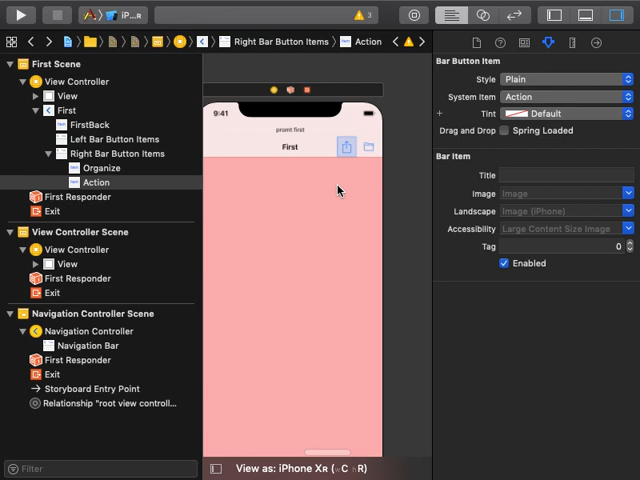 iP...R
3
Right Bar Button Items
Action
First Scene
View Controller
View
First
FirstBack
Left Bar Button Items
Right Bar Button Items
Organize
Action
First Responder
Exit
View Controller Scene
View Controller
View
First Responder
Exit
Navigation Controller Scene
Navigation Controller
Navigation Bar
First Responder
Exit
Storyboard Entry Point
Relationship "root view controll...
Filter
9:41
promt first
First
View as: iPhone XR (wC hR)
Bar Button Item
Style Plain
System Item Action
Tint Default
Drag and Drop Spring Loaded
Bar Item
Title
Image Image
Landscape Image (iPhone)
Accessibility Large Content Size Image
Tag 0
Enabled